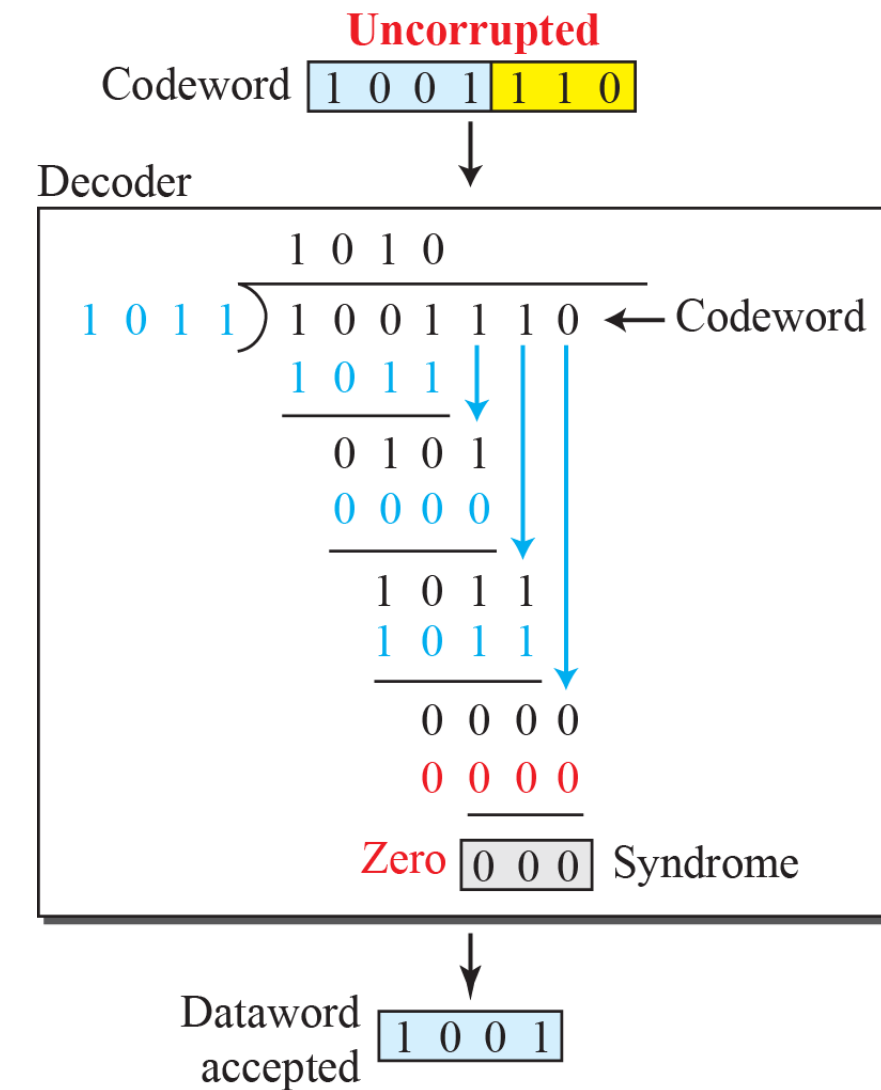 Uncorrupted
Codeword 1 0 0 1 1 1 0
Decoder
1 0 1 0
1 0 1 1 ) 1 0 0 1 1 1 0 Codeword
1 0 1 1
0 1 0 1
0 0 0 0
1 0 1 1
1 0 1 1
0 0 0 0
0 0 0 0
Zero 0 0 0 Syndrome
Dataword
accepted 1 0 0 1